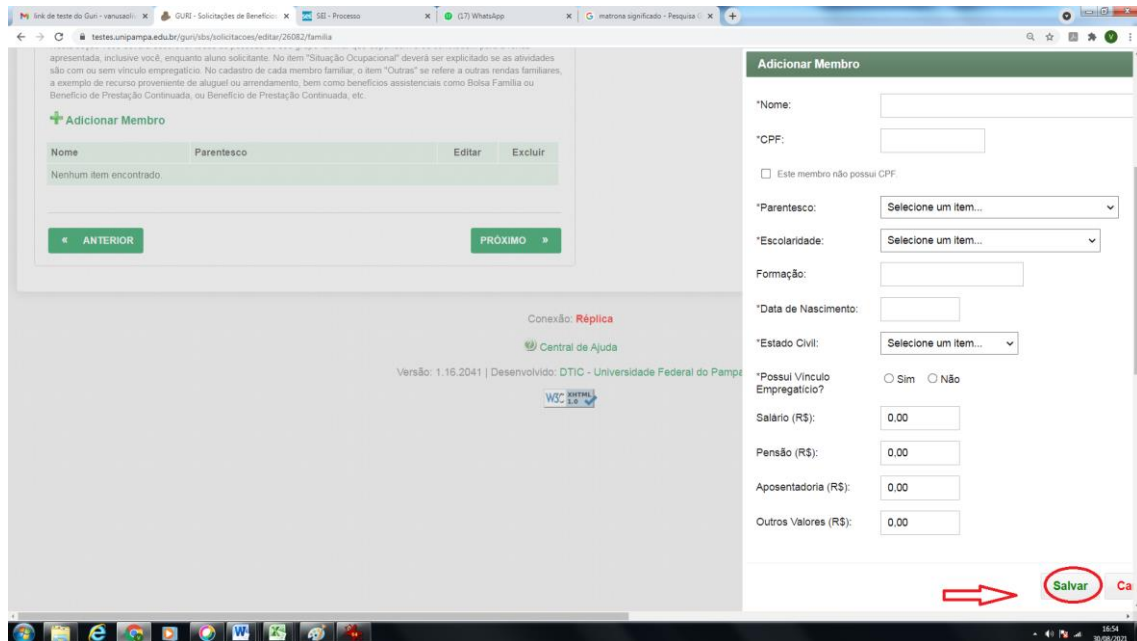 link de teste do Guri - vanusaoli
GURI - Solicitações de Benefício
SEI - Processo
(17) WhatsApp
matrona significado - Pesquisa
testes.unipampa.edu.br/guri/sbs/solicitacoes/editar/26082/familia
apresentada, inclusive você, enquanto aluno solicitante. No item "Situação Ocupacional" deverá ser explicitado se as atividades
são com ou sem vínculo empregatício. No cadastro de cada membro familiar, o item "Outras" se refere a outras rendas familiares,
a exemplo de recurso proveniente de aluguel ou arrendamento, bem como benefícios assistenciais como Bolsa Família ou
Benefício de Prestação Continuada, ou Benefício de Prestação Continuada, etc.
Adicionar Membro
Nome Parentesco Editar Excluir
Nenhum item encontrado.
« ANTERIOR
PRÓXIMO »
Conexão: Réplica
Central de Ajuda
Versão: 1.16.2041 | Desenvolvido: DTIC - Universidade Federal do Pampa
W3C XHTML 1.0
Adicionar Membro
*Nome:
*CPF:
Este membro não possui CPF.
*Parentesco: Selecione um item...
*Escolaridade: Selecione um item...
Formação:
*Data de Nascimento:
*Estado Civil: Selecione um item...
*Possui Vínculo
Empregatício?
Sim Não
Salário (R$): 0,00
Pensão (R$): 0,00
Aposentadoria (R$): 0,00
Outros Valores (R$): 0,00
Salvar Ca
16:54
30/08/2021